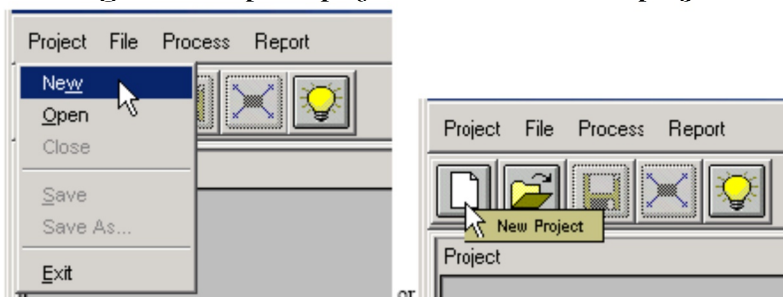 Project File Process Report
New
Open
Close
Save
Save As...
Exit
or
Project File Process Report
New Project
Project